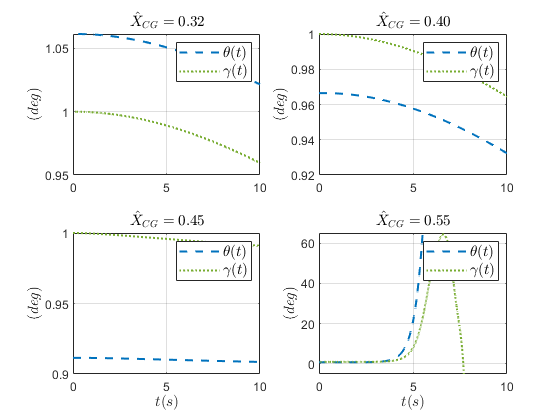 X̂_CG = 0.32
1.05
1
0.95
0
5
10
(deg)
θ(t)
γ(t)
X̂_CG = 0.40
1
0.98
0.96
0.94
0.92
0
5
10
(deg)
θ(t)
γ(t)
X̂_CG = 0.45
1
0.95
0.9
0
5
10
(deg)
t(s)
θ(t)
γ(t)
X̂_CG = 0.55
60
40
20
0
0
5
10
(deg)
t(s)
θ(t)
γ(t)